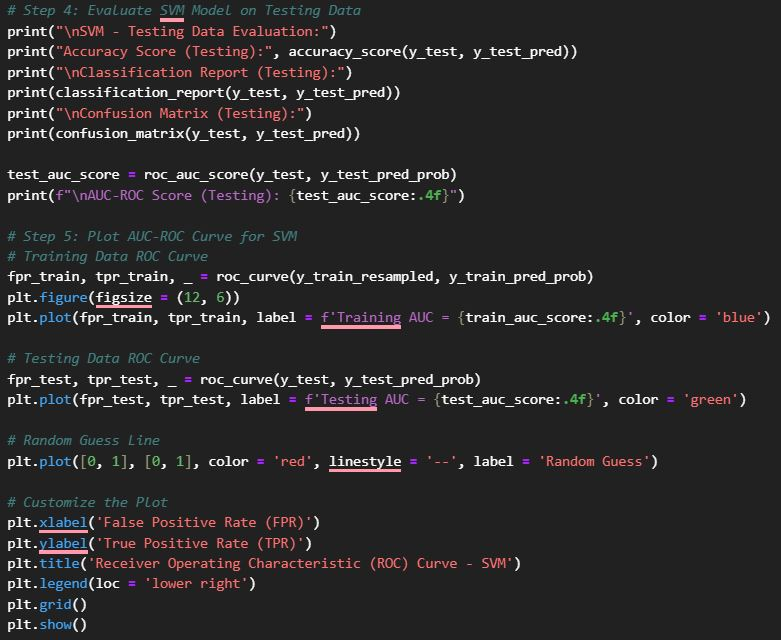 # Step 4: Evaluate SVM Model on Testing Data
print("\nSVM - Testing Data Evaluation:")
print("Accuracy Score (Testing):", accuracy_score(y_test, y_test_pred))
print("\nClassification Report (Testing):")
print(classification_report(y_test, y_test_pred))
print("\nConfusion Matrix (Testing):")
print(confusion_matrix(y_test, y_test_pred))

test_auc_score = roc_auc_score(y_test, y_test_pred_prob)
print(f"\nAUC-ROC Score (Testing): {test_auc_score:.4f}")

# Step 5: Plot AUC-ROC Curve for SVM
# Training Data ROC Curve
fpr_train, tpr_train, _ = roc_curve(y_train_resampled, y_train_pred_prob)
plt.figure(figsize = (12, 6))
plt.plot(fpr_train, tpr_train, label = f'Training AUC = {train_auc_score:.4f}', color = 'blue')

# Testing Data ROC Curve
fpr_test, tpr_test, _ = roc_curve(y_test, y_test_pred_prob)
plt.plot(fpr_test, tpr_test, label = f'Testing AUC = {test_auc_score:.4f}', color = 'green')

# Random Guess Line
plt.plot([0, 1], [0, 1], color = 'red', linestyle = '--', label = 'Random Guess')

# Customize the Plot
plt.xlabel('False Positive Rate (FPR)')
plt.ylabel('True Positive Rate (TPR)')
plt.title('Receiver Operating Characteristic (ROC) Curve - SVM')
plt.legend(loc = 'lower right')
plt.grid()
plt.show()